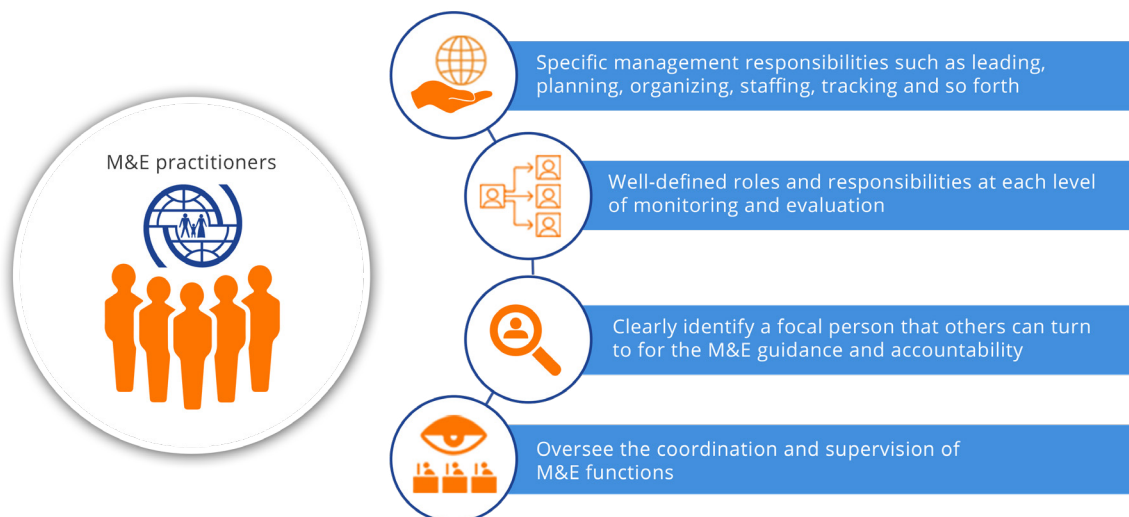 M&E practitioners
Specific management responsibilities such as leading,
planning, organizing, staffing, tracking and so forth
Well-defined roles and responsibilities at each level
of monitoring and evaluation
Clearly identify a focal person that others can turn
to for the M&E guidance and accountability
Oversee the coordination and supervision of
M&E functions